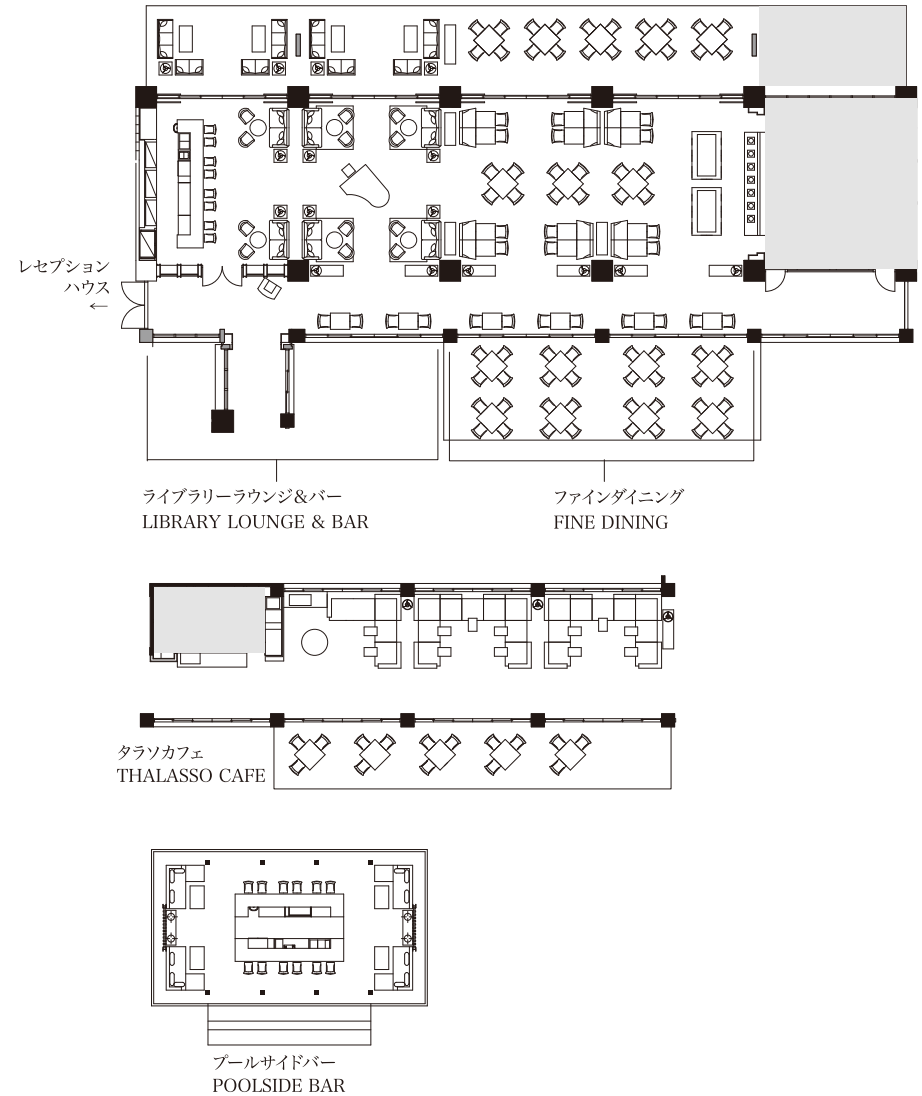 レセプション
ハウス
←
ライブラリーラウンジ&バー
LIBRARY LOUNGE & BAR
ファインダイニング
FINE DINING
タラソカフェ
THALASSO CAFE
プールサイドバー
POOLSIDE BAR